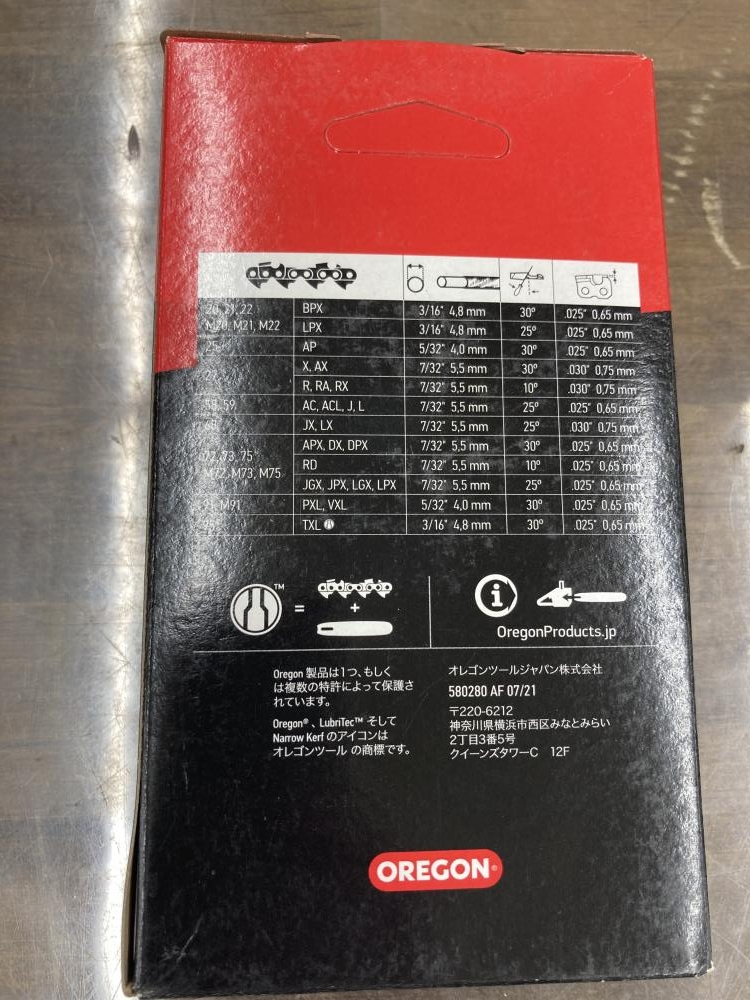 20, 21, 22 BPX 3/16" 4,8 mm 30° .025" 0,65 mm
M20, M21, M22 LPX 3/16" 4,8 mm 25° .025" 0,65 mm
AP 5/32" 4,0 mm 30° .025" 0,65 mm
X, AX 7/32" 5,5 mm 30° .030" 0,75 mm
R, RA, RX 7/32" 5,5 mm 10° .030" 0,75 mm
59 AC, ACL, J, L 7/32" 5,5 mm 25° .025" 0,65 mm
JX, LX 7/32" 5,5 mm 25° .030" 0,75 mm
73, 75 APX, DX, DPX 7/32" 5,5 mm 30° .025" 0,65 mm
M72, M73, M75 RD 7/32" 5,5 mm 10° .025" 0,65 mm
JGX, JPX, LGX, LPX 7/32" 5,5 mm 25° .025" 0,65 mm
M91 PXL, VXL 5/32" 4,0 mm 30° .025" 0,65 mm
TXL 3/16" 4,8 mm 30° .025" 0,65 mm
TM = +
OregonProducts.jp
Oregon 製品は1つ、もしく
は複数の特許によって保護さ
れています。
Oregon®、LubriTec™ そして
Narrow Kerf のアイコンは
オレゴンツール の商標です。
オレゴンツールジャパン株式会社
580280 AF 07/21
〒220-6212
神奈川県横浜市西区みなとみらい
2丁目3番5号
クイーンズタワーC 12F
OREGON®